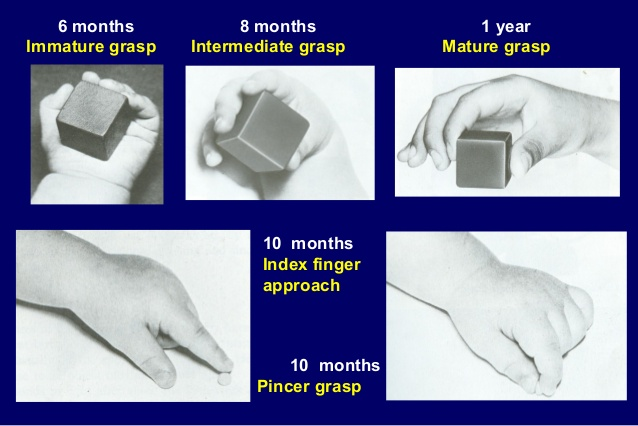 6 months
Immature grasp
8 months
Intermediate grasp
1 year
Mature grasp
10 months
Index finger
approach
10 months
Pincer grasp